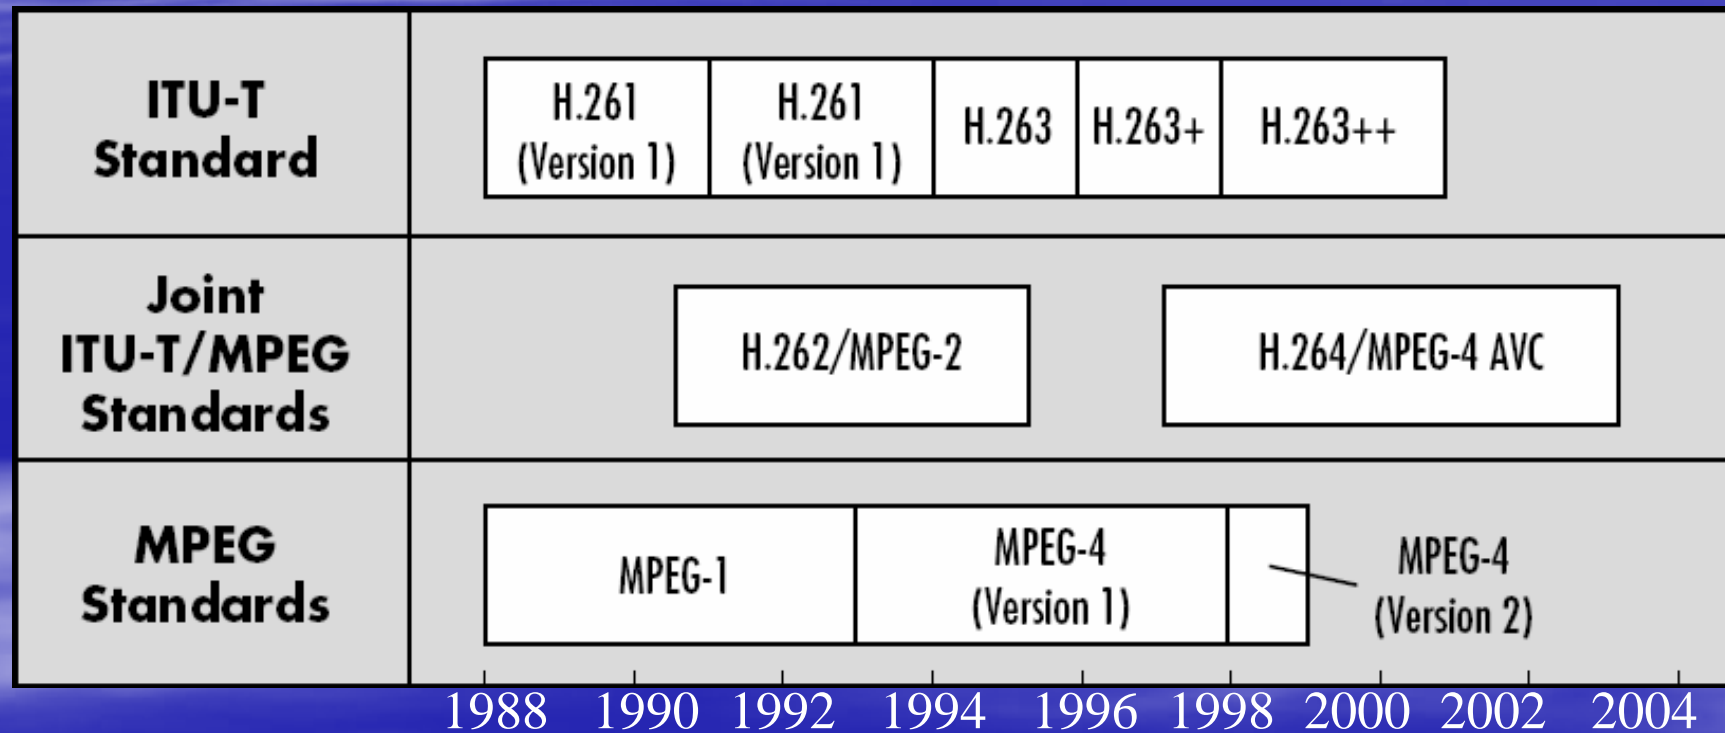 ITU-T
Standard
H.261
(Version 1)
H.261
(Version 1)
H.263
H.263+
H.263++
Joint
ITU-T/MPEG
Standards
H.262/MPEG-2
H.264/MPEG-4 AVC
MPEG
Standards
MPEG-1
MPEG-4
(Version 1)
MPEG-4
(Version 2)
1988 1990 1992 1994 1996 1998 2000 2002 2004